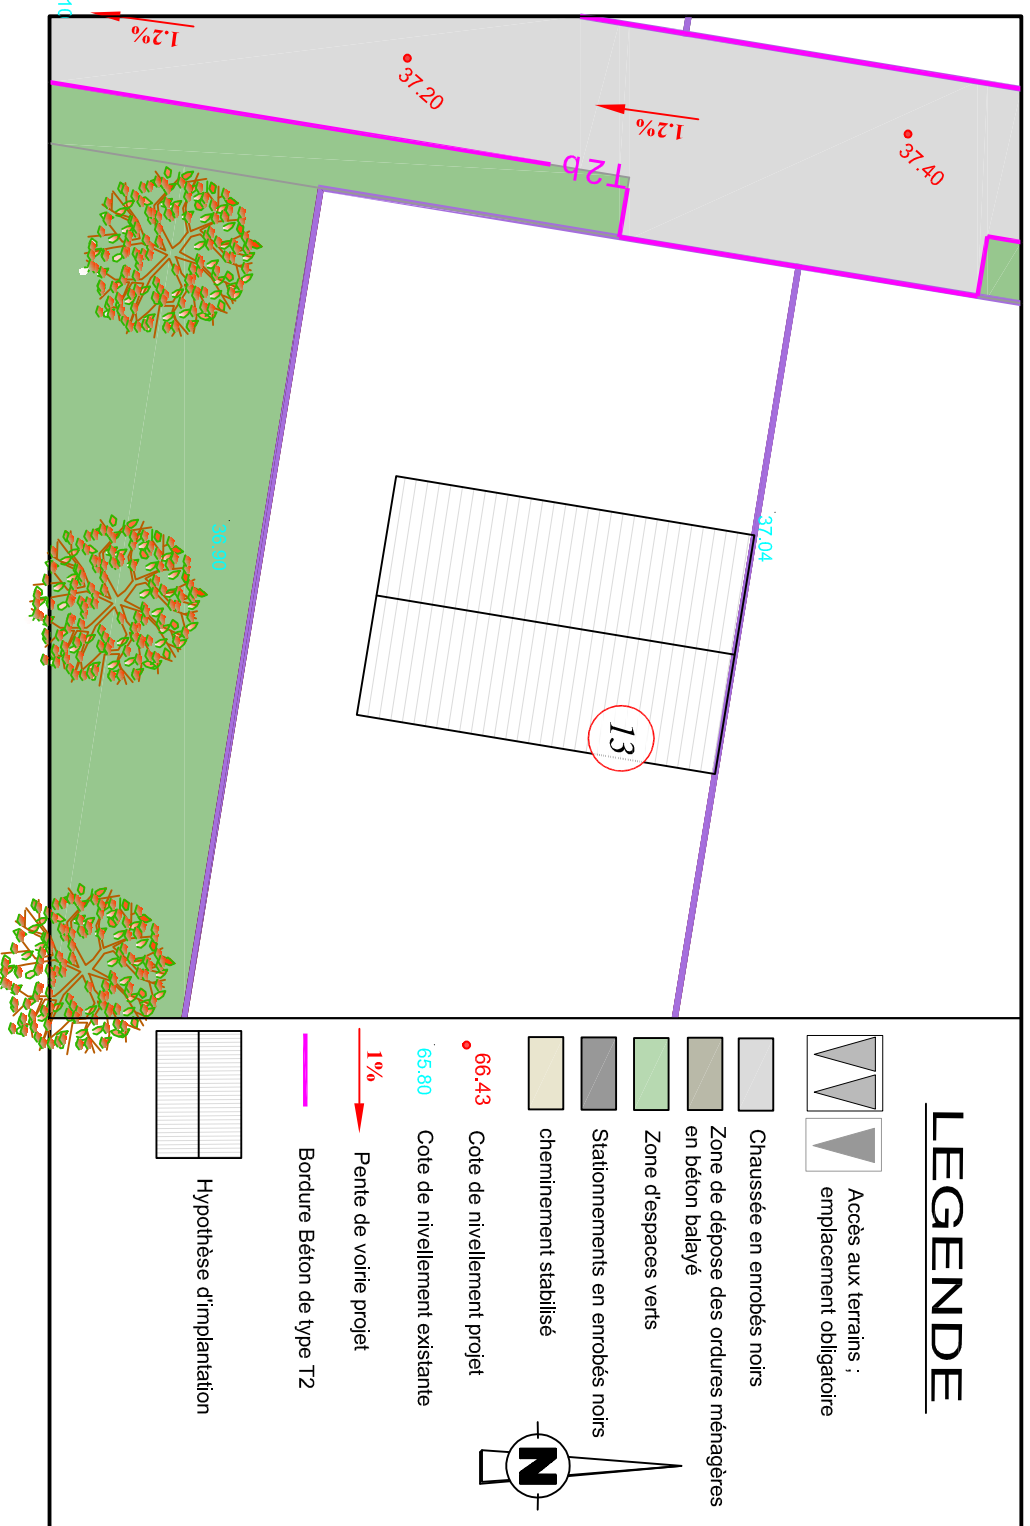 10
1.2%
37.20
1.2%
37.40
T2b
36.90
37.04
13
LEGENDE
Accès aux terrains ;
emplacement obligatoire
Chaussée en enrobés noirs
Zone de dépose des ordures ménagères
en béton balayé
Zone d'espaces verts
Stationnements en enrobés noirs
cheminement stabilisé
66.43
Cote de nivellement projet
65.80
Cote de nivellement existante
1%
Pente de voirie projet
Bordure Béton de type T2
Hypothèse d'implantation
N